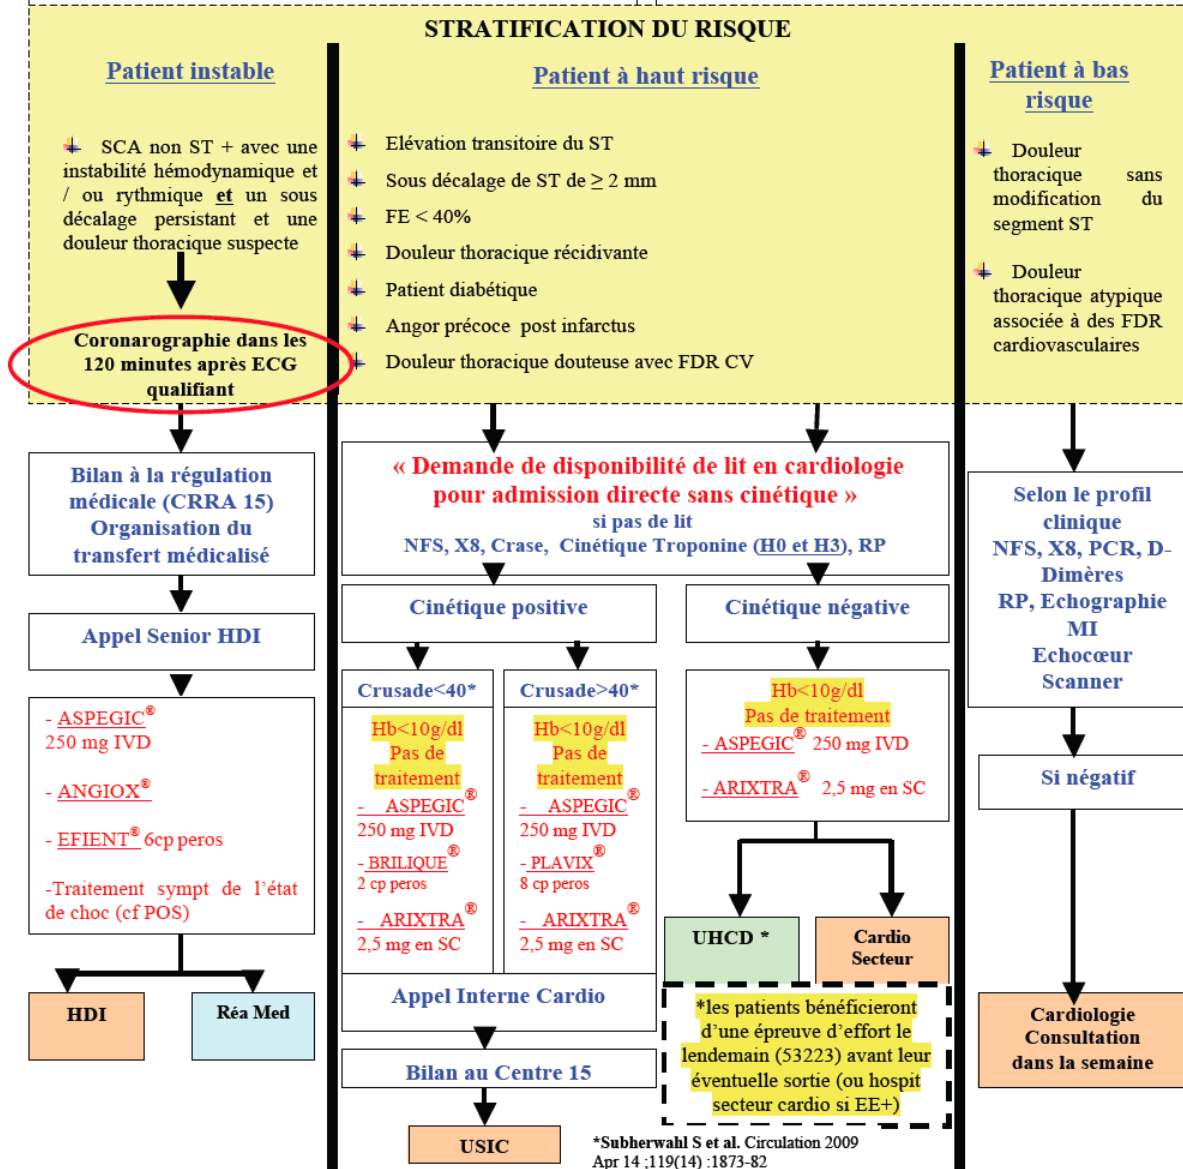 STRATIFICATION DU RISQUE
Patient instable
SCA non ST + avec une
instabilité hémodynamique et
/ ou rythmique et un sous
décalage persistant et une
douleur thoracique suspecte
Coronarographie dans les
120 minutes après ECG
qualifiant
Bilan à la régulation
médicale (CRRA 15)
Organisation du
transfert médicalisé
Appel Senior HDI
- ASPEGIC®
250 mg IVD
- ANGIOX®
- EFIENT® 6cp peros
-Traitement sympt de l'état
de choc (cf POS)
HDI
Réa Med
Patient à haut risque
Elévation transitoire du ST
Sous décalage de ST de ≥ 2 mm
FE < 40%
Douleur thoracique récidivante
Patient diabétique
Angor précoce post infarctus
Douleur thoracique douteuse avec FDR CV
« Demande de disponibilité de lit en cardiologie
pour admission directe sans cinétique »
si pas de lit
NFS, X8, Crase, Cinétique Troponine (H0 et H3), RP
Cinétique positive
Crusade<40*
Hb<10g/dl
Pas de
traitement
- ASPEGIC®
250 mg IVD
- BRILIQUE®
2 cp peros
- ARIXTRA®
2,5 mg en SC
Crusade>40*
Hb<10g/dl
Pas de
traitement
- ASPEGIC®
250 mg IVD
- PLAVIX®
8 cp peros
- ARIXTRA®
2,5 mg en SC
Appel Interne Cardio
Bilan au Centre 15
USIC
Cinétique négative
Hb<10g/dl
Pas de traitement
- ASPEGIC® 250 mg IVD
- ARIXTRA® 2,5 mg en SC
UHCD *
Cardio
Secteur
*les patients bénéficieront
d'une épreuve d'effort le
lendemain (53223) avant leur
éventuelle sortie (ou hospit
secteur cardio si EE+)
*Subherwahl S et al. Circulation 2009
Apr 14 ;119(14) :1873-82
Patient à bas
risque
Douleur
thoracique sans
modification du
segment ST
Douleur
thoracique atypique
associée à des FDR
cardiovasculaires
Selon le profil
clinique
NFS, X8, PCR, D-
Dimères
RP, Echographie
MI
Echocœur
Scanner
Si négatif
Cardiologie
Consultation
dans la semaine